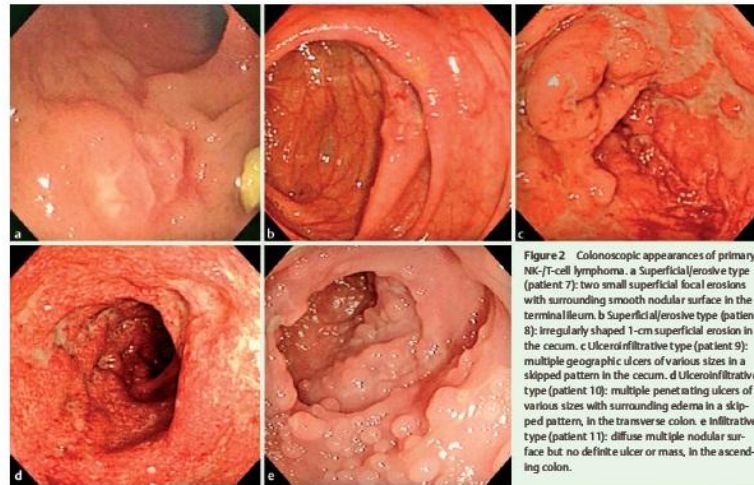 a
b
c
d
e
Figure 2 Colonoscopic appearances of primary
NK-/T-cell lymphoma. a Superficial/erosive type
(patient 7): two small superficial focal erosions
with surrounding smooth nodular surface in the
terminal ileum. b Superficial/erosive type (patient
8): irregularly shaped 1-cm superficial erosion in
the cecum. c Ulceroinfiltrative type (patient 9):
multiple geographic ulcers of various sizes in a
skipped pattern in the cecum. d Ulceroinfiltrative
type (patient 10): multiple penetrating ulcers of
various sizes with surrounding edema in a skip-
ped pattern, in the transverse colon. e Infiltrative
type (patient 11): diffuse multiple nodular sur-
face but no definite ulcer or mass, in the ascend-
ing colon.